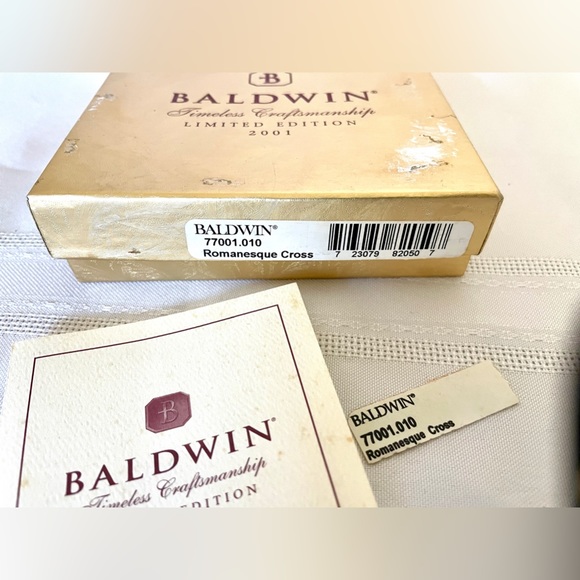 B
BALDWIN®
Timeless Craftsmanship
LIMITED EDITION
2001
BALDWIN®
77001.010
Romanesque Cross
7 23079 82050 7
B
BALDWIN®
Timeless Craftsmanship
EDITION
BALDWIN®
77001.010
Romanesque Cross